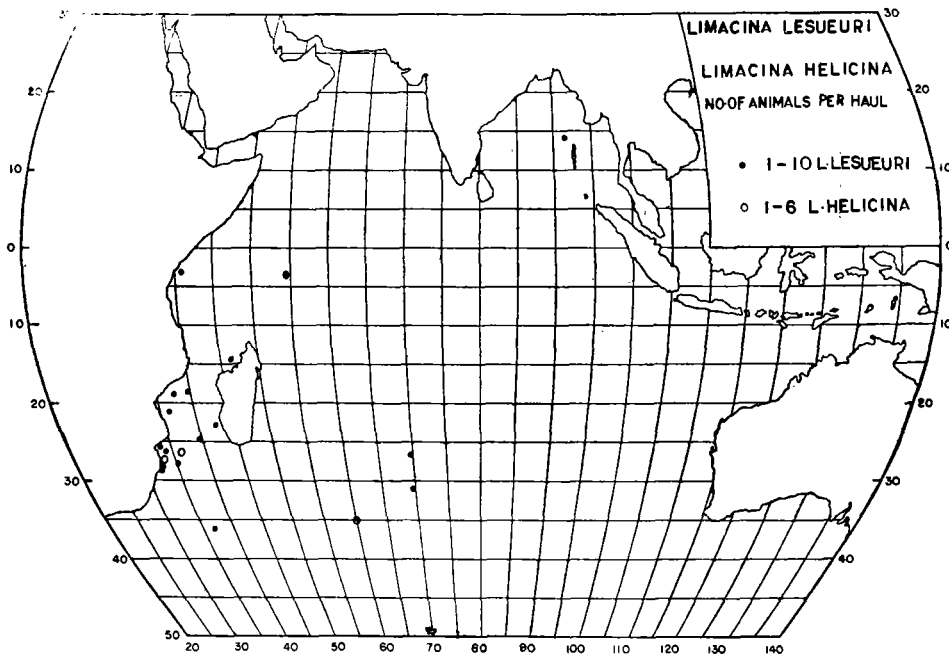 30
30
LIMACINA LESUEURI
LIMACINA HELICINA
NO·OF ANIMALS PER HAUL
20
20
10
10
• 1-10 L·LESUEURI
o 1-6 L·HELICINA
0
0
10
10
20
20
30
30
40
40
50
20 30 40 50 60 70 80 90 100 110 120 130 140